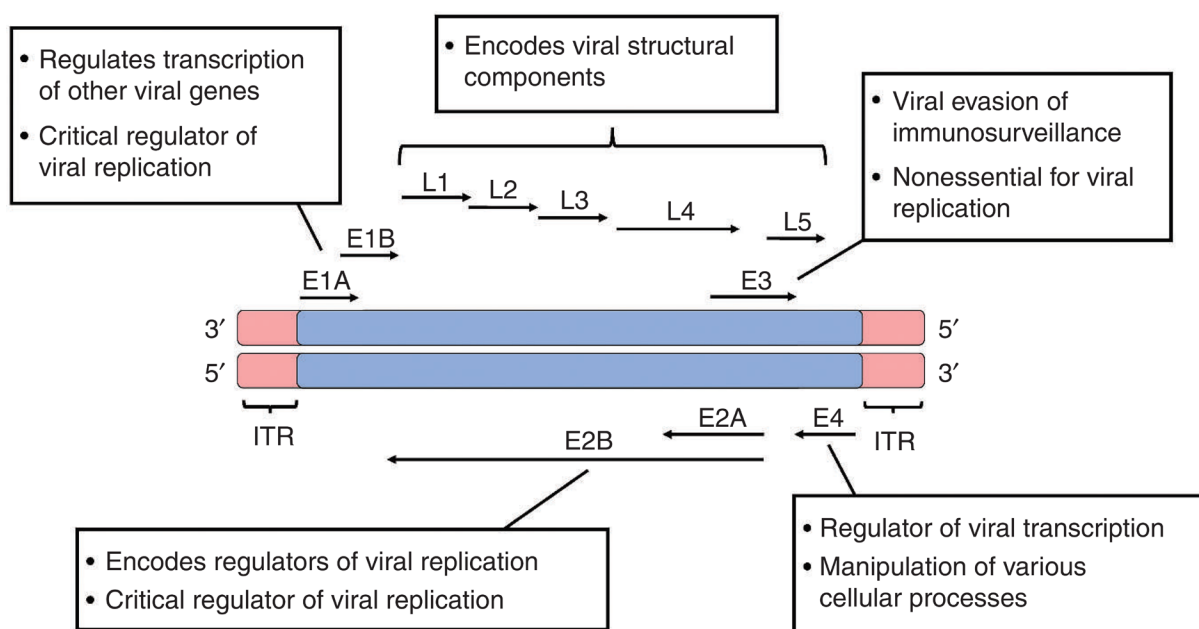 • Regulates transcription
of other viral genes
• Critical regulator of
viral replication
• Encodes viral structural
components
• Viral evasion of
immunosurveillance
• Nonessential for viral
replication
L1
L2
L3
L4
L5
E1B
E1A
E3
3′
5′
5′
3′
ITR
E2B
E2A
E4
ITR
• Encodes regulators of viral replication
• Critical regulator of viral replication
• Regulator of viral transcription
• Manipulation of various
cellular processes